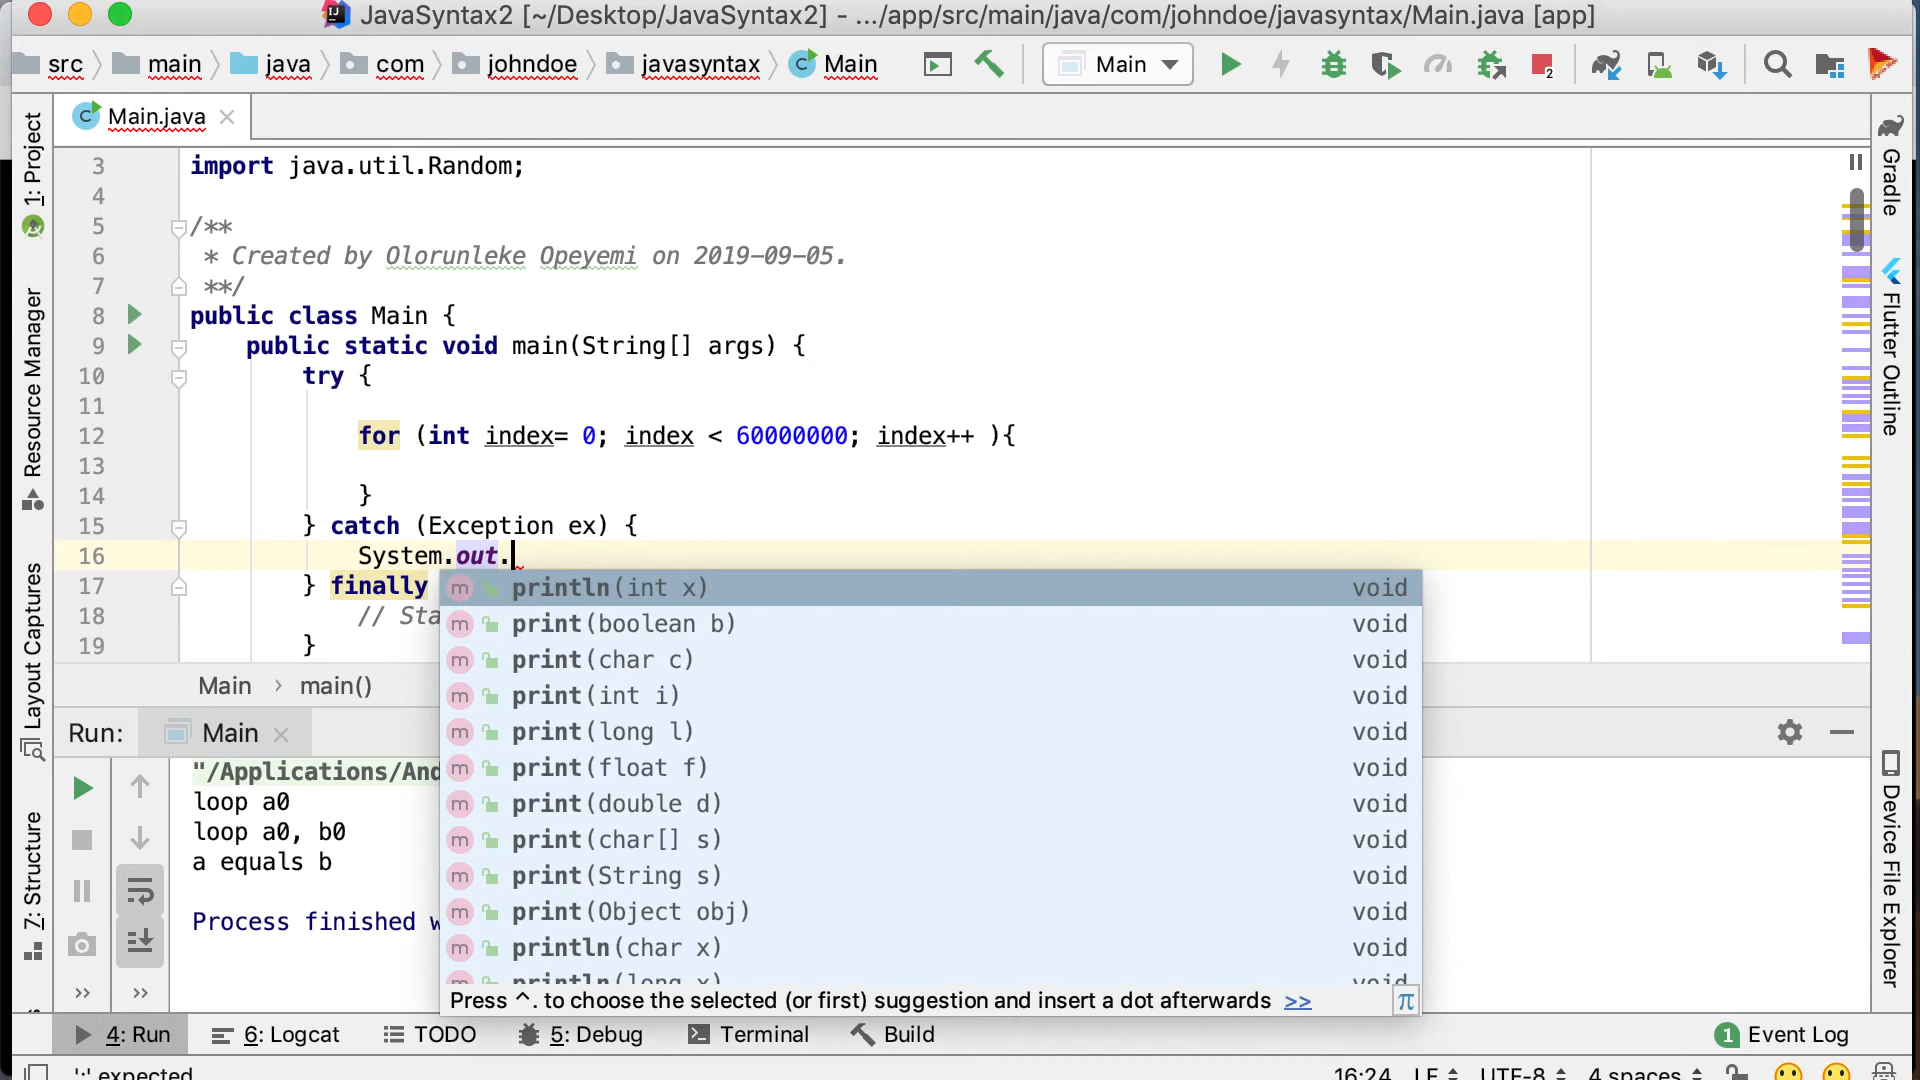 JavaSyntax2 [~/Desktop/JavaSyntax2] - .../app/src/main/java/com/johndoe/javasyntax/Main.java [app]
src main java com johndoe javasyntax Main Main 2
Main.java
1: Project
Resource Manager
Layout Captures
7: Structure
3 import java.util.Random;
4
5 /**
6 * Created by Olorunleke Opeyemi on 2019-09-05.
7 **/
8 public class Main {
9 public static void main(String[] args) {
10 try {
11
12 for (int index= 0; index < 60000000; index++ ){
13
14 }
15 } catch (Exception ex) {
16 System.out.
17 } finally
18 // Sta
19 }
println(int x) void
print(boolean b) void
print(char c) void
print(int i) void
print(long l) void
print(float f) void
print(double d) void
print(char[] s) void
print(String s) void
print(Object obj) void
println(char x) void
println(long x) void
Press ^. to choose the selected (or first) suggestion and insert a dot afterwards >> π
Main › main()
Run: Main
"/Applications/And
loop a0
loop a0, b0
a equals b
Process finished w
Gradle
Flutter Outline
Device File Explorer
4: Run 6: Logcat TODO 5: Debug Terminal Build 1 Event Log
';' expected 16:24 LF UTF-8 4 spaces